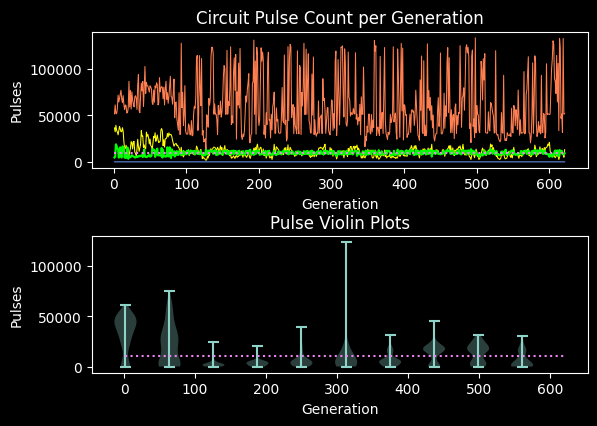 Circuit Pulse Count per Generation
Pulses
100000
50000
0
0 100 200 300 400 500 600
Generation
Pulse Violin Plots
Pulses
100000
50000
0
0 100 200 300 400 500 600
Generation